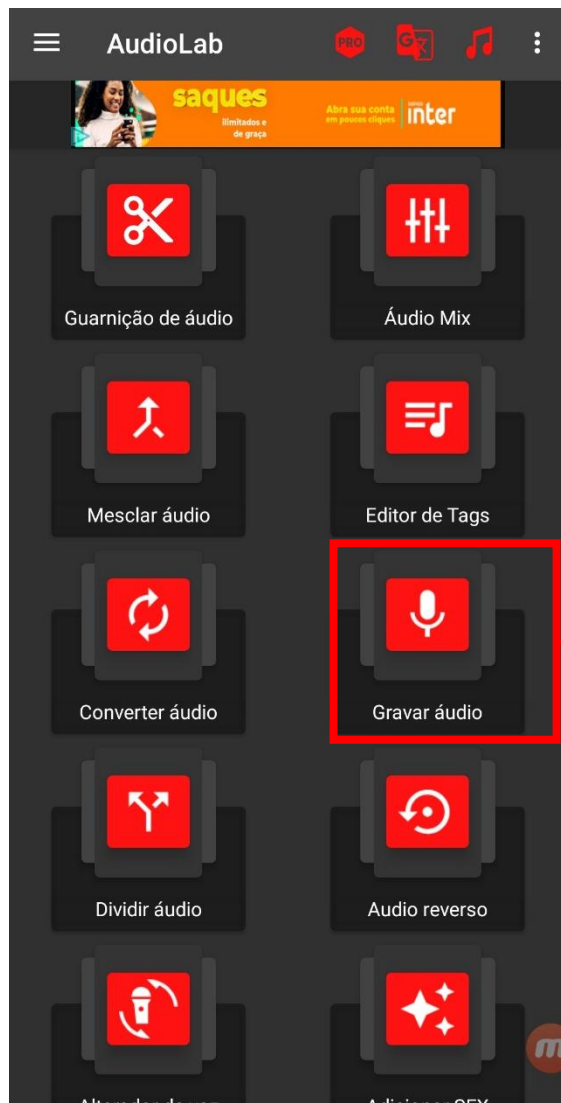 AudioLab
PRO
saques
ilimitados e
de graça
Abra sua conta
em poucos cliques
inter
Guarnição de áudio
Áudio Mix
Mesclar áudio
Editor de Tags
Converter áudio
Gravar áudio
Dividir áudio
Audio reverso